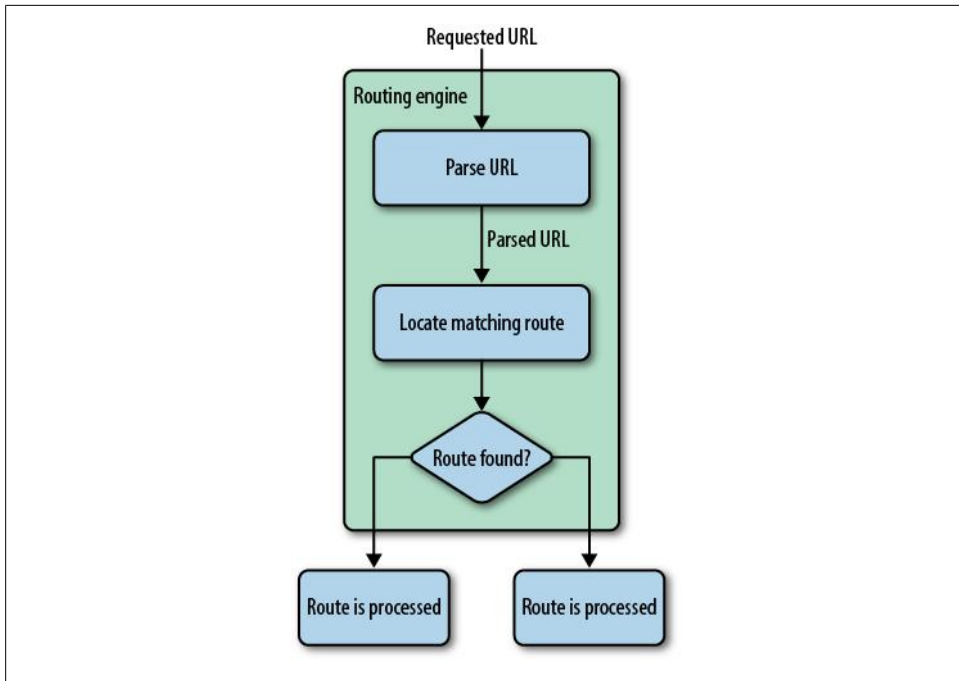 Requested URL
Routing engine
Parse URL
Parsed URL
Locate matching route
Route found?
Route is processed
Route is processed